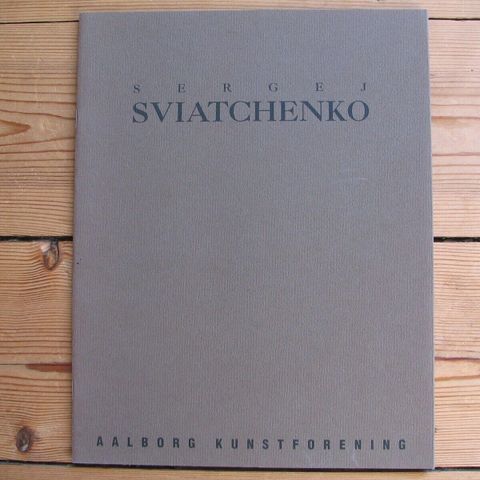 SERGEJ
SVIATCHENKO
AALBORG KUNSTFORENING